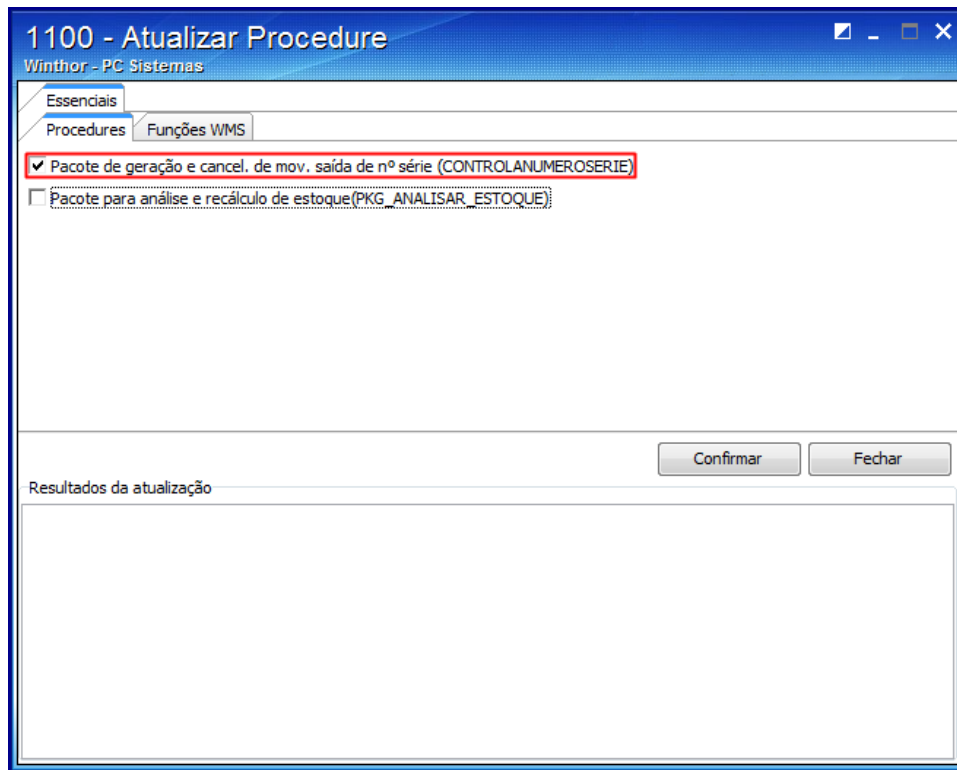 1100 - Atualizar Procedure
Winthor - PC Sistemas
Essenciais
Procedures Funções WMS
Pacote de geração e cancel. de mov. saída de nº série (CONTROLANUMEROSERIE)
Pacote para análise e recálculo de estoque(PKG_ANALISAR_ESTOQUE)
Confirmar Fechar
Resultados da atualização